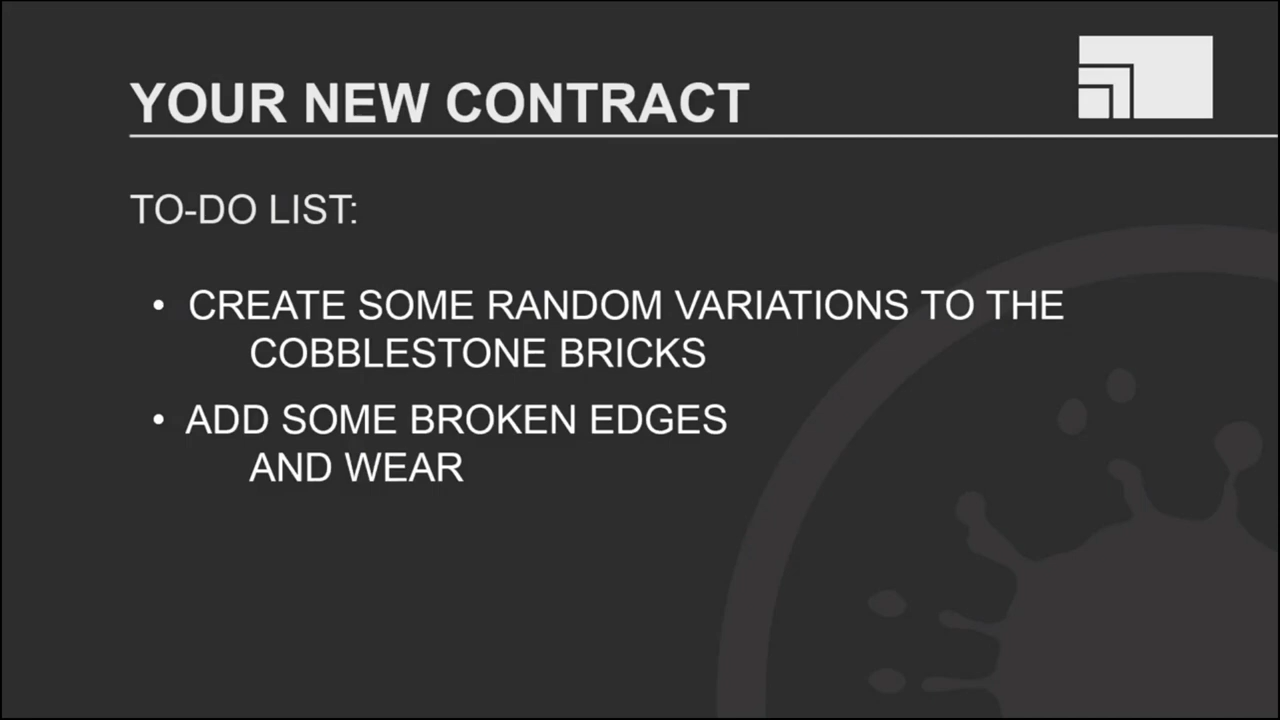 YOUR NEW CONTRACT
TO-DO LIST:
• CREATE SOME RANDOM VARIATIONS TO THE
COBBLESTONE BRICKS
• ADD SOME BROKEN EDGES
AND WEAR